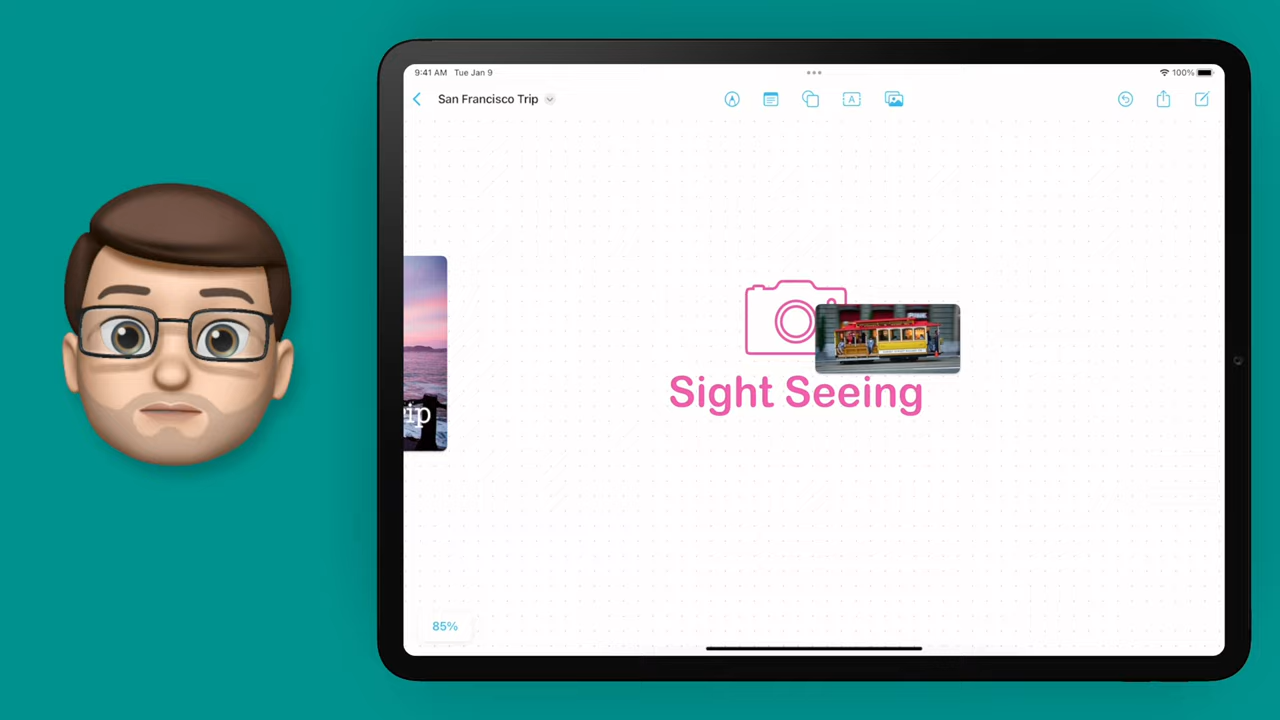 9:41 AM Tue Jan 9
100%
San Francisco Trip
A
Sight Seeing
ip
85%